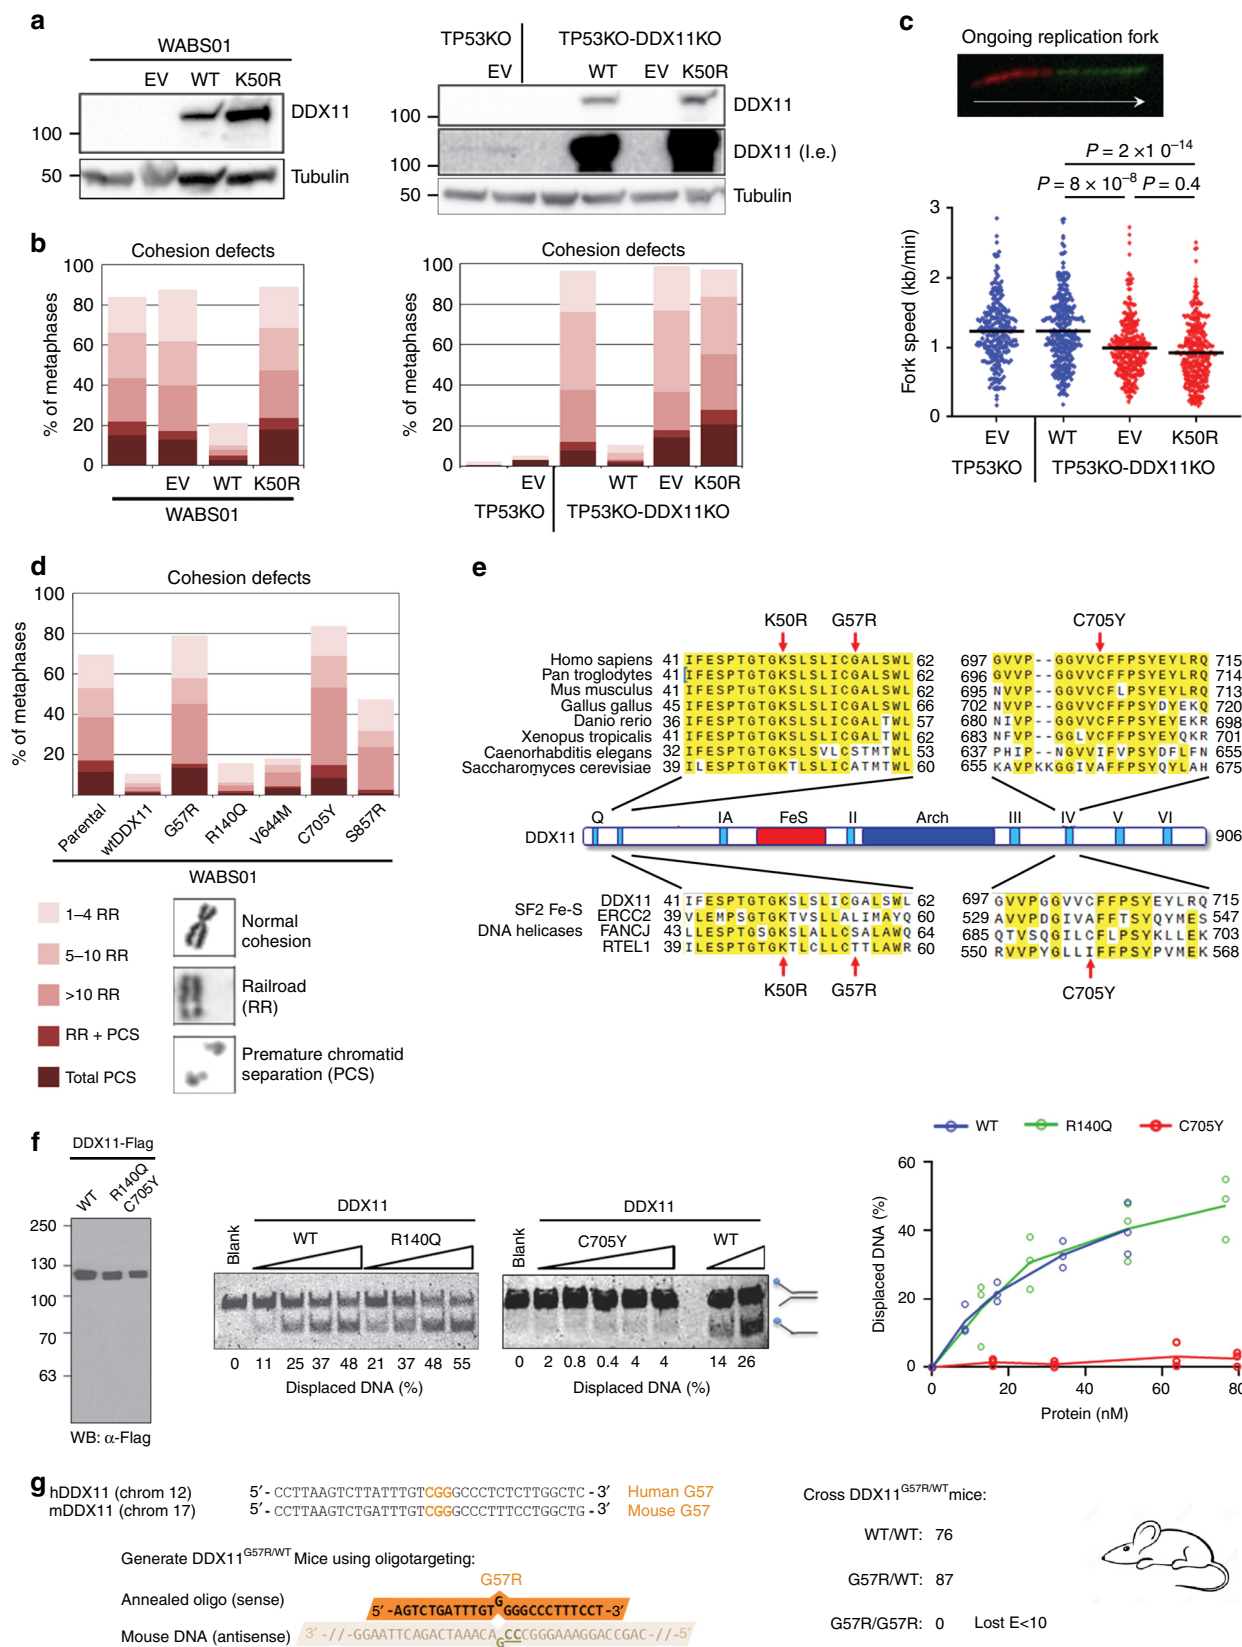 a
WABS01
EV WT K50R
DDX11
100
50
Tubulin
TP53KO TP53KO-DDX11KO
EV WT EV K50R
DDX11
100
DDX11 (l.e.)
100
50
Tubulin
b
Cohesion defects
% of metaphases
100
80
60
40
20
0
EV WT K50R
WABS01
Cohesion defects
% of metaphases
100
80
60
40
20
0
EV WT EV K50R
TP53KO TP53KO-DDX11KO
c
Ongoing replication fork
P = 2 ×1 0⁻¹⁴
P = 8 × 10⁻⁸ P = 0.4
Fork speed (kb/min)
3
2
1
0
EV WT EV K50R
TP53KO TP53KO-DDX11KO
d
Cohesion defects
% of metaphases
100
80
60
40
20
Parental wtDDX11 G57R R140Q V644M C705Y S857R
WABS01
1–4 RR
5–10 RR
>10 RR
RR + PCS
Total PCS
Normal
cohesion
Railroad
(RR)
Premature chromatid
separation (PCS)
e
K50R G57R C705Y
Homo sapiens 41 IFESPTGTGKSLSLICGALSWL 62 697 GVVP--GGVVCFFPSYEYLRQ 715
Pan troglodytes 41 IFESPTGTGKSLSLICGALSWL 62 696 GVVP--GGVVCFFPSYEYLRQ 714
Mus musculus 41 IFESPTGTGKSLSLICGALSWL 62 695 NVVP--GGVVCFLPSYEYLRQ 713
Gallus gallus 45 IFESPTGTGKSLSLICGALSWL 66 702 NVVP--GGVVCFFPSYDYEKQ 720
Danio rerio 36 IFESPTGTGKSLSLICGALTWL 57 680 NIVP--GGVVCFFPSYEYEKR 698
Xenopus tropicalis 41 IFESPTGTGKSLSLICGALSWL 62 683 NFVP--GGLVCFFPSYEYQKR 701
Caenorhabditis elegans 32 IFESPTGTGKSLSVLCSTMTWL 53 637 PHIP--NGVVIFVPSYDFLFN 655
Saccharomyces cerevisiae 39 ILESPTGTGKTLSLICATMTWL 60 655 KAVPKKGGIVAFFPSYQYLAH 675
Q IA FeS II Arch III IV V VI
DDX11 906
SF2 Fe-S
DNA helicases
DDX11 41 IFESPTGTGKSLSLICGALSWL 62 697 GVVPGGVVCFFPSYEYLRQ 715
ERCC2 39 VLEMPSGTGKTVSLLALIMAYQ 60 529 AVVPDGIVAFFTSYQYMES 547
FANCJ 43 LLESPTGSGKSLALLCSALAWQ 64 685 QTVSQGILCFLPSYKLLEK 703
RTEL1 39 ILESPTGTGKTLCLLCTTLAWR 60 550 RVVPYGLLIFFPSYPVMEK 568
K50R G57R C705Y
f
DDX11-Flag
WT R140Q C705Y
250
130
100
70
63
WB: α-Flag
DDX11
Blank WT R140Q
0 11 25 37 48 21 37 48 55
Displaced DNA (%)
DDX11
Blank C705Y WT
0 2 0.8 0.4 4 4 14 26
Displaced DNA (%)
WT R140Q C705Y
Displaced DNA (%)
60
40
20
0
0 20 40 60 80
Protein (nM)
g
hDDX11 (chrom 12) 5′-CCTTAAGTCTTATTTGTCGGGCCCTCTCTTGGCTC-3′ Human G57
mDDX11 (chrom 17) 5′-CCTTAAGTCTGATTTGTCGGGCCCTTTCCTGGCTG-3′ Mouse G57
Generate DDX11G57R/WT Mice using oligotargeting:
G57R
Annealed oligo (sense) 5′-AGTCTGATTTGTGGGGCCCTTTCCT-3′
Mouse DNA (antisense) 3′-//-GGAATTCAGACTAAACAGCCCGGGAAAGGACCGAC-//-5′
Cross DDX11G57R/WT mice:
WT/WT: 76
G57R/WT: 87
G57R/G57R: 0 Lost E<10